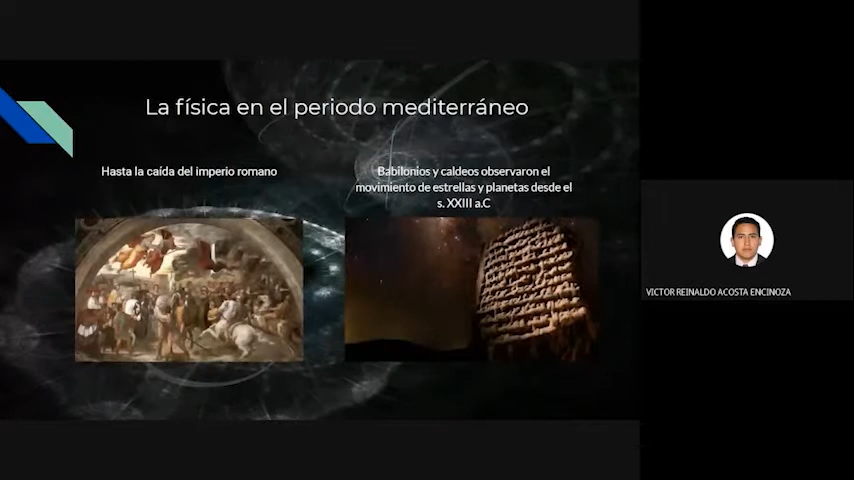 La física en el periodo mediterráneo
Hasta la caída del imperio romano
Babilonios y caldeos observaron el
movimiento de estrellas y planetas desde el
s. XXIII a.C
VICTOR REINALDO ACOSTA ENCINOZA